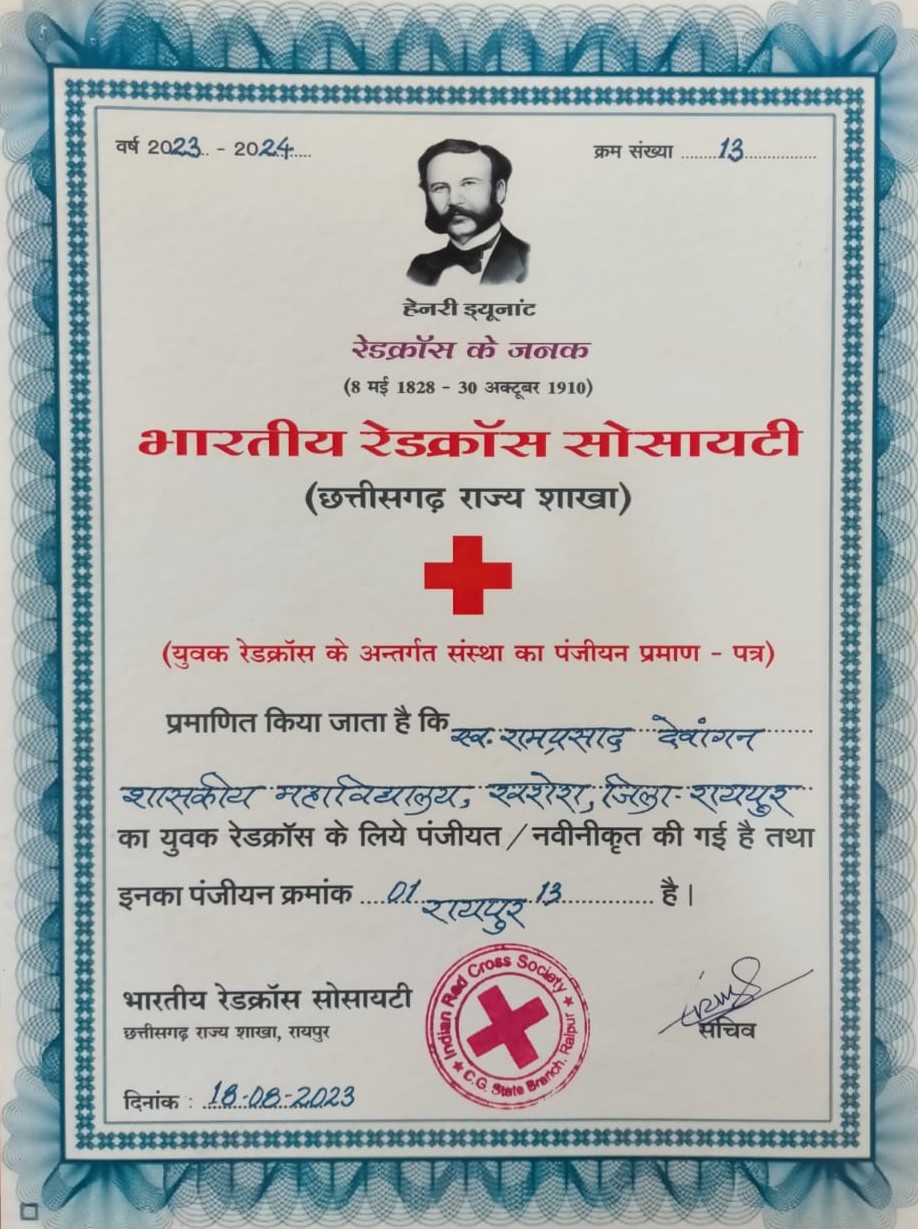 वर्ष 2023.. - 2024....
क्रम संख्या ........13................
हेनरी ड्यूनांट
रेडक्रॉस के जनक
(8 मई 1828 - 30 अक्टूबर 1910)
भारतीय रेडक्रॉस सोसायटी
(छत्तीसगढ़ राज्य शाखा)
(युवक रेडक्रॉस के अन्तर्गत संस्था का पंजीयन प्रमाण - पत्र)
प्रमाणित किया जाता है कि स्व. रामप्रसाद देवांगन
शासकीय महाविद्यालय, खरोरा, जिला- रायपुर
का युवक रेडक्रॉस के लिये पंजीयत / नवीनीकृत की गई है तथा
इनका पंजीयन क्रमांक ....01 रायपुर 13............. है।
भारतीय रेडक्रॉस सोसायटी
छत्तीसगढ़ राज्य शाखा, रायपुर
Indian Red Cross Society
C.G. State Branch. Raipur
सचिव
दिनांक : 18-08-2023